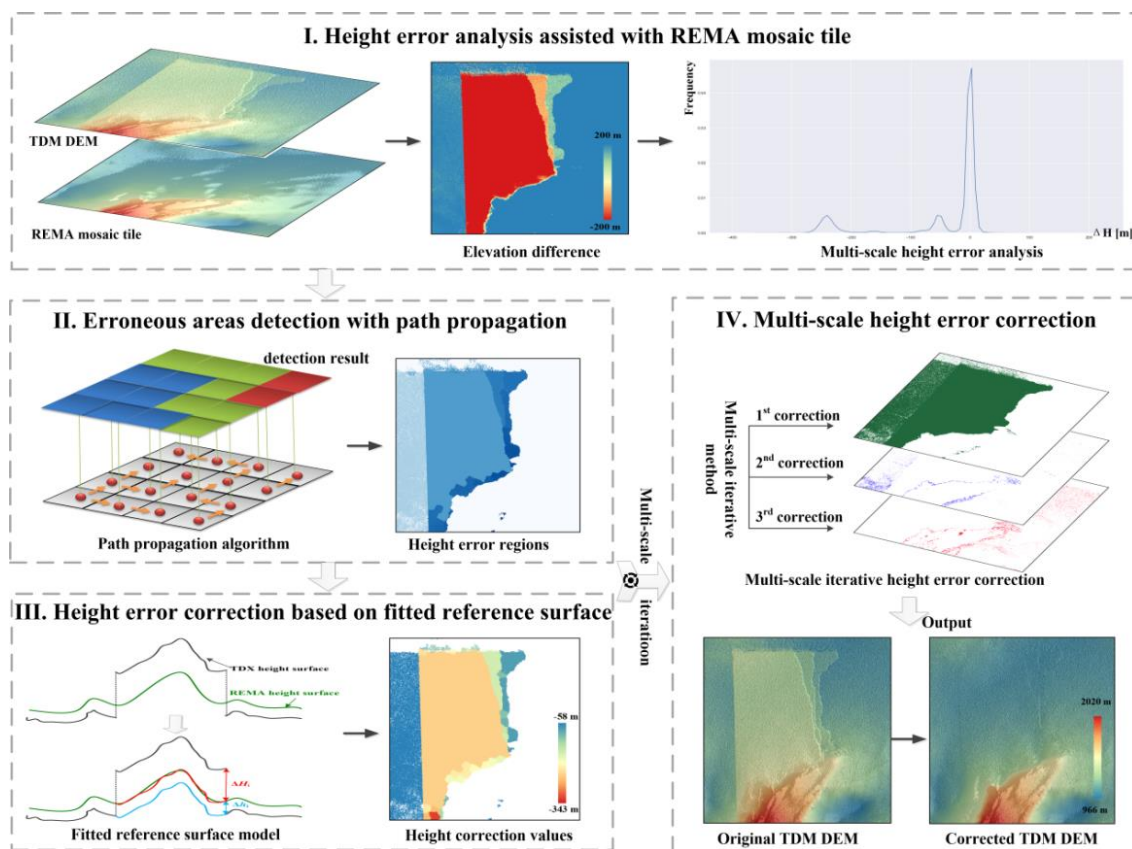 I. Height error analysis assisted with REMA mosaic tile
TDM DEM
REMA mosaic tile
200 m
-200 m
Elevation difference
Frequency
Δ H [m]
Multi-scale height error analysis
II. Erroneous areas detection with path propagation
detection result
Path propagation algorithm
Height error regions
III. Height error correction based on fitted reference surface
TDX height surface
REMA height surface
Fitted reference surface model
-58 m
-343 m
Height correction values
Multi-scale
iteratioon
IV. Multi-scale height error correction
Multi-scale iterative
method
1st correction
2nd correction
3rd correction
Multi-scale iterative height error correction
Output
2020 m
966 m
Original TDM DEM
Corrected TDM DEM